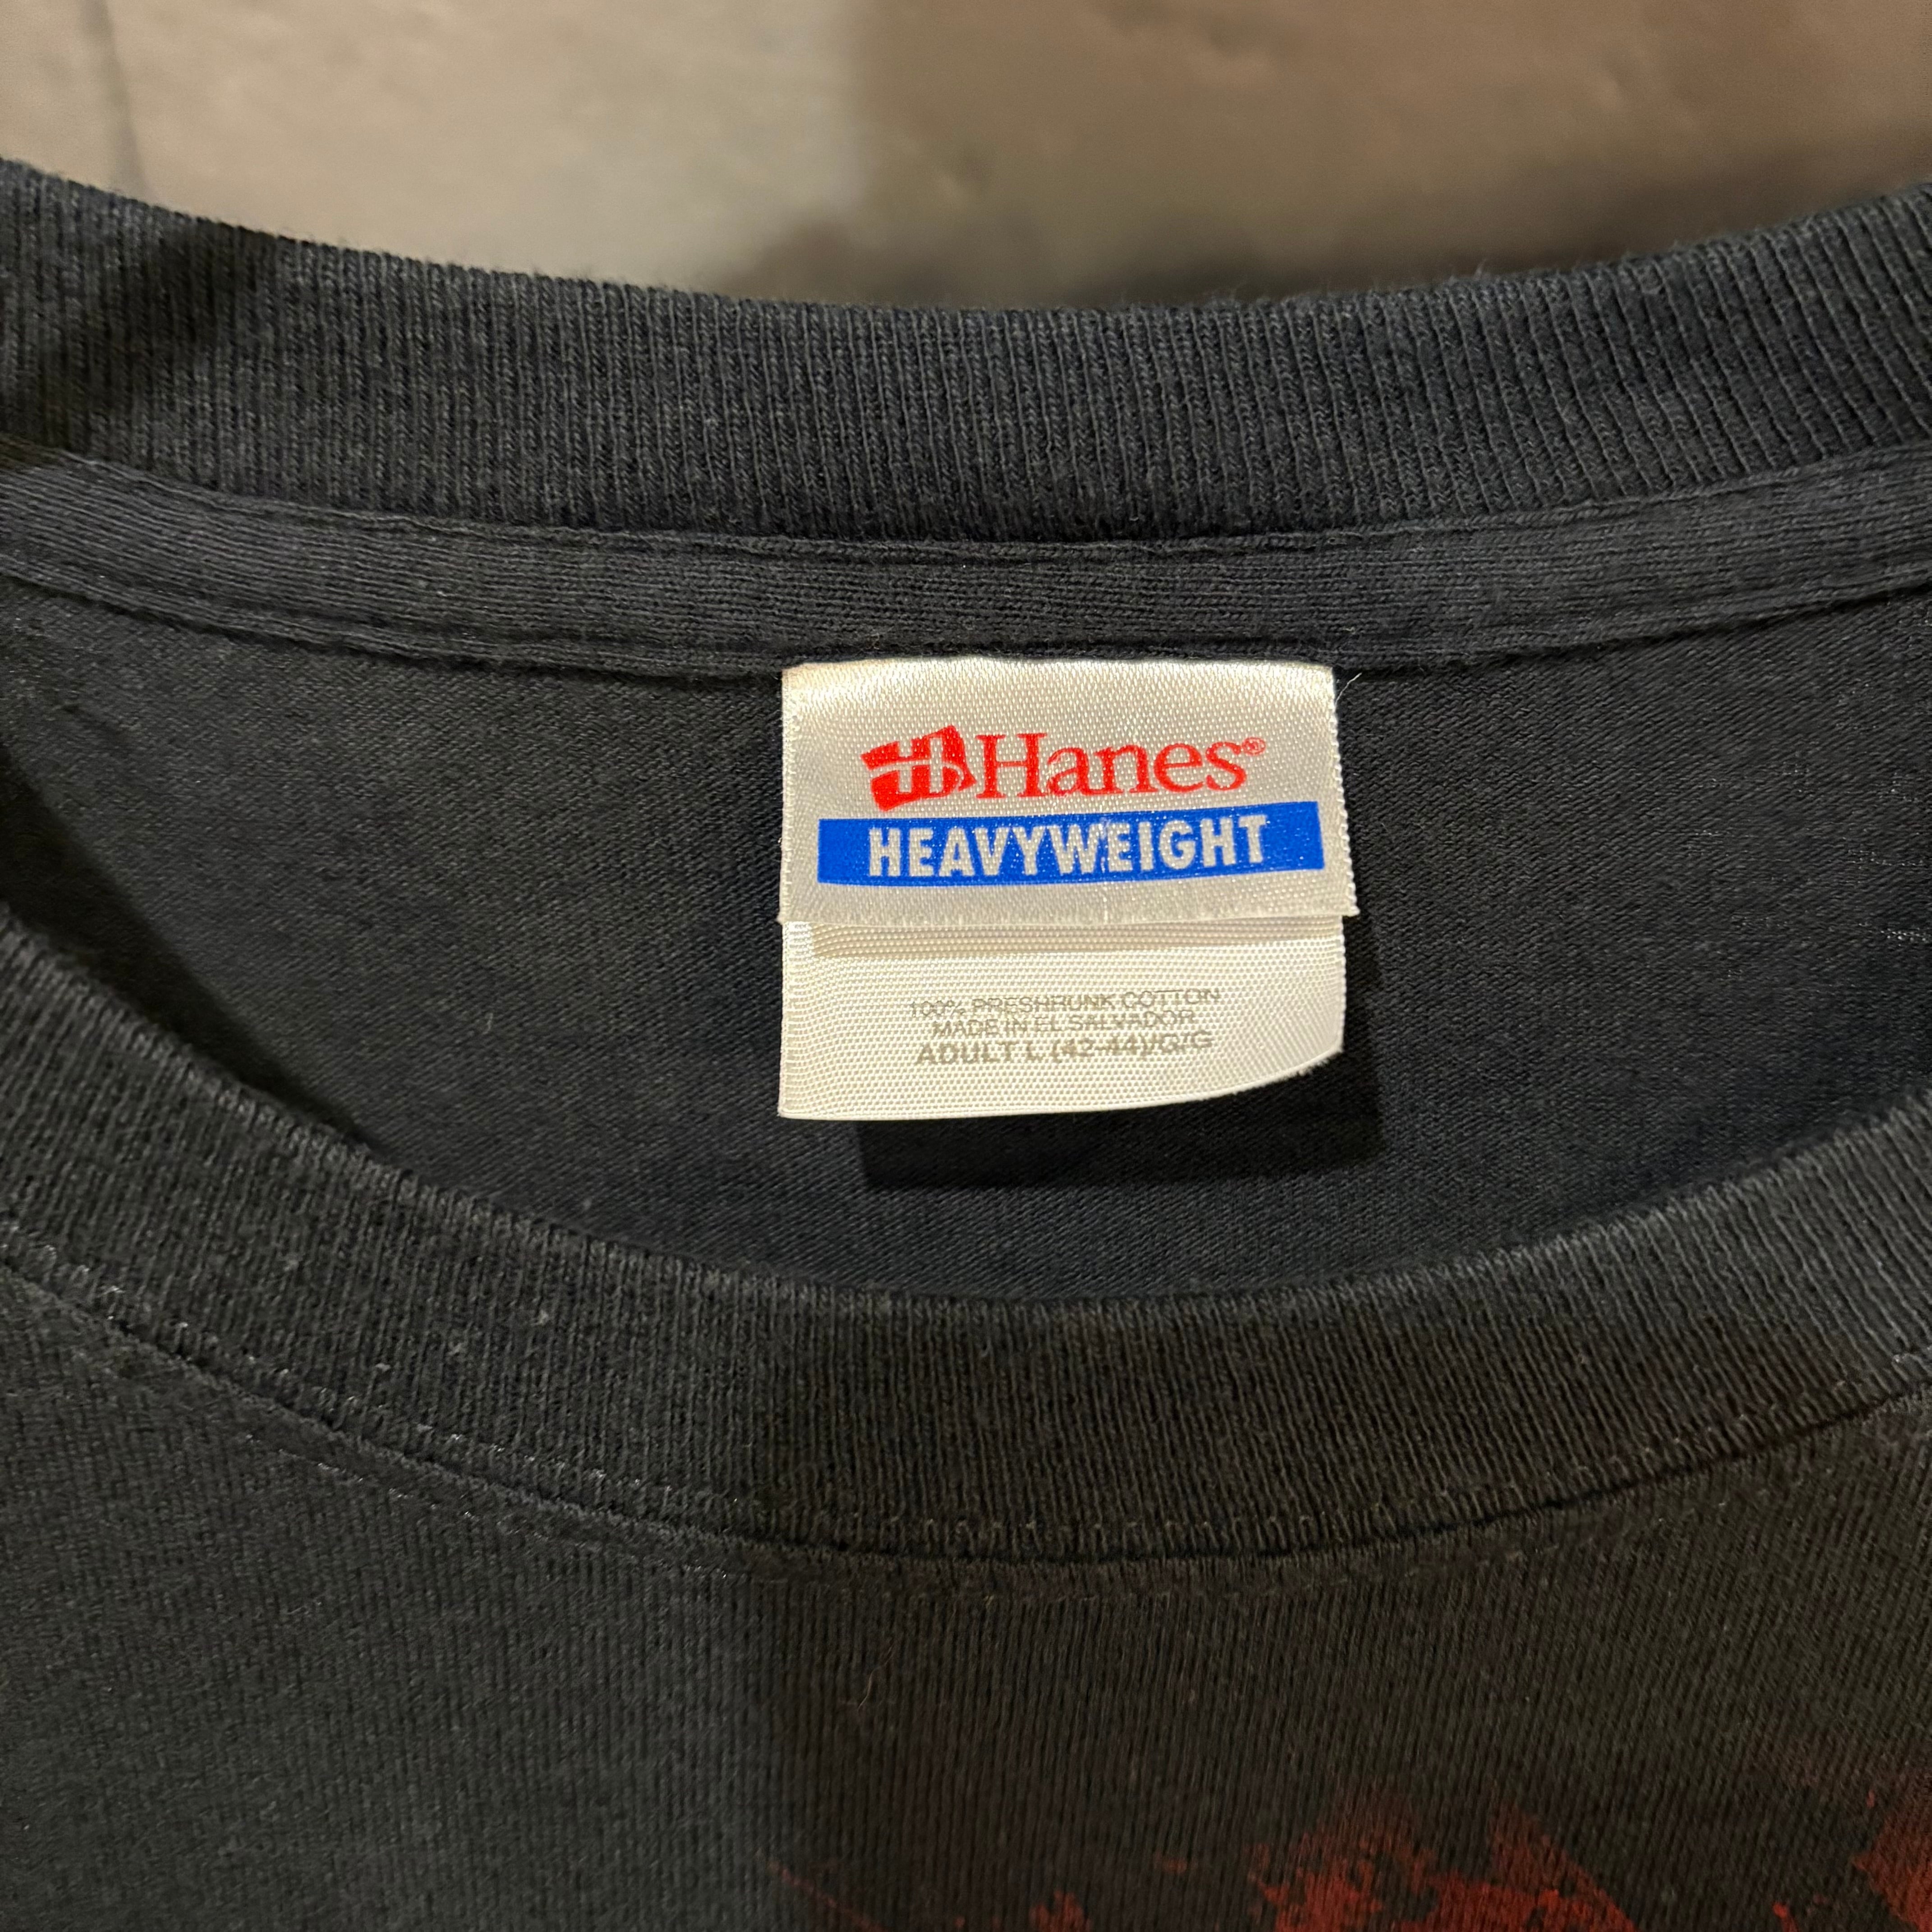 Hanes®
HEAVYWEIGHT
100% PRESHRUNK COTTON
MADE IN EL SALVADOR
ADULT L (42-44)/G/G